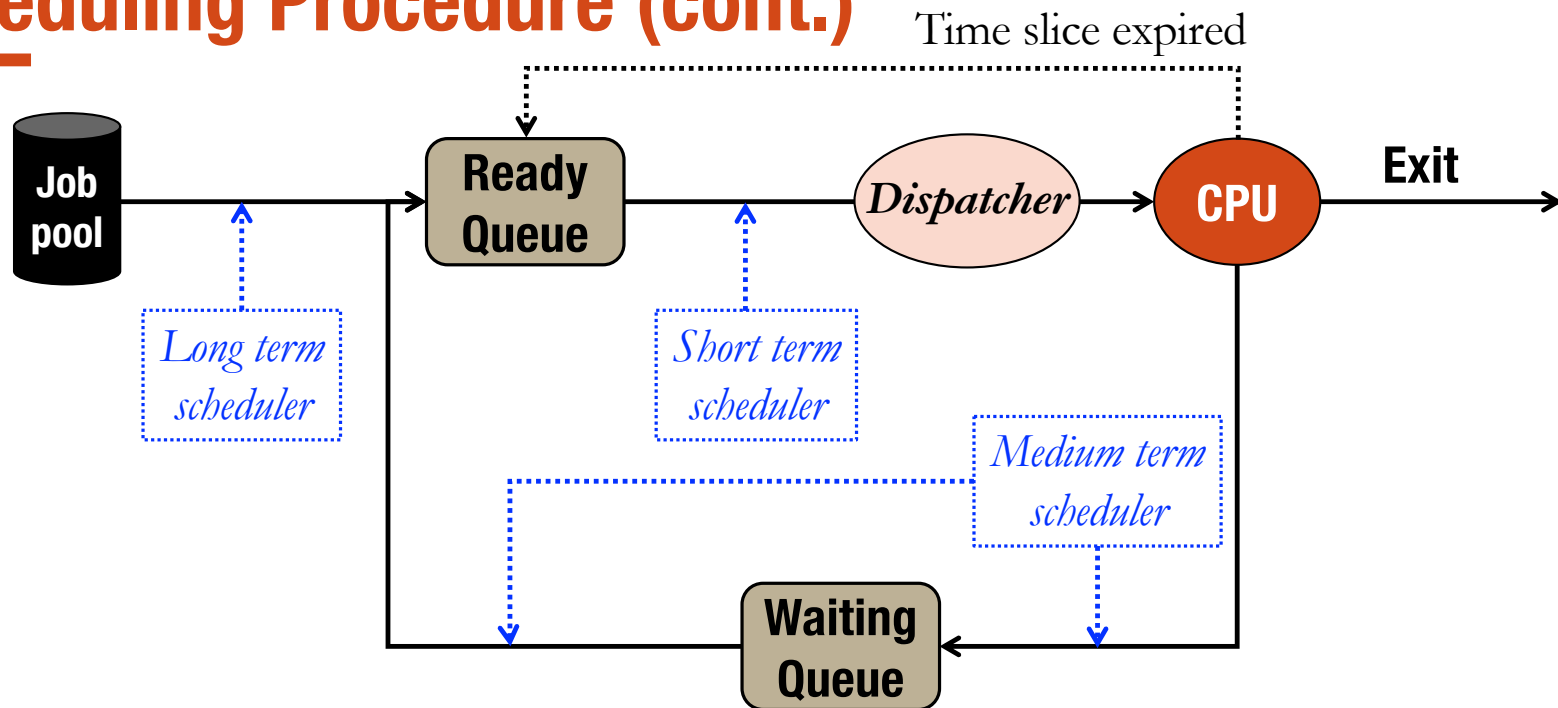 eduling Procedure (cont.)
Time slice expired
Job
pool
Ready
Queue
Dispatcher
CPU
Exit
Long term
scheduler
Short term
scheduler
Medium term
scheduler
Waiting
Queue